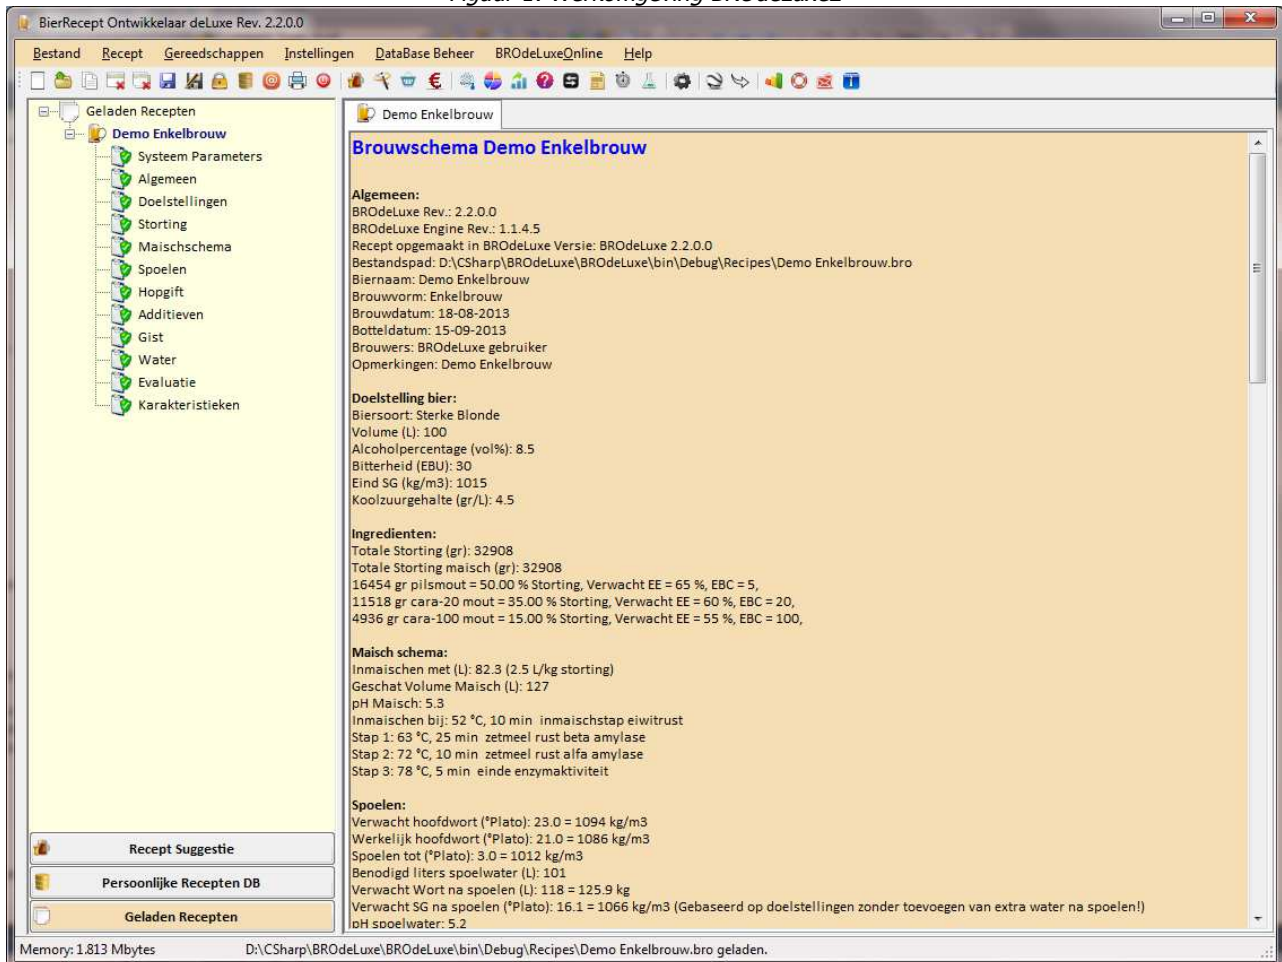 BierRecept Ontwikkelaar deLuxe Rev. 2.2.0.0
Bestand Recept Gereedschappen Instellingen DataBase Beheer BROdeLuxeOnline Help
Geladen Recepten
Demo Enkelbrouw
Systeem Parameters
Algemeen
Doelstellingen
Storting
Maischschema
Spoelen
Hopgift
Additieven
Gist
Water
Evaluatie
Karakteristieken
Recept Suggestie
Persoonlijke Recepten DB
Geladen Recepten
Demo Enkelbrouw
Brouwschema Demo Enkelbrouw
Algemeen:
BROdeLuxe Rev.: 2.2.0.0
BROdeLuxe Engine Rev.: 1.1.4.5
Recept opgemaakt in BROdeLuxe Versie: BROdeLuxe 2.2.0.0
Bestandspad: D:\CSharp\BROdeLuxe\BROdeLuxe\bin\Debug\Recipes\Demo Enkelbrouw.bro
Biernaam: Demo Enkelbrouw
Brouwvorm: Enkelbrouw
Brouwdatum: 18-08-2013
Botteldatum: 15-09-2013
Brouwers: BROdeLuxe gebruiker
Opmerkingen: Demo Enkelbrouw
Doelstelling bier:
Biersoort: Sterke Blonde
Volume (L): 100
Alcoholpercentage (vol%): 8.5
Bitterheid (EBU): 30
Eind SG (kg/m3): 1015
Koolzuurgehalte (gr/L): 4.5
Ingredienten:
Totale Storting (gr): 32908
Totale Storting maisch (gr): 32908
16454 gr pilsmout = 50.00 % Storting, Verwacht EE = 65 %, EBC = 5,
11518 gr cara-20 mout = 35.00 % Storting, Verwacht EE = 60 %, EBC = 20,
4936 gr cara-100 mout = 15.00 % Storting, Verwacht EE = 55 %, EBC = 100,
Maisch schema:
Inmaischen met (L): 82.3 (2.5 L/kg storting)
Geschat Volume Maisch (L): 127
pH Maisch: 5.3
Inmaischen bij: 52 °C, 10 min inmaischstap eiwitrust
Stap 1: 63 °C, 25 min zetmeel rust beta amylase
Stap 2: 72 °C, 10 min zetmeel rust alfa amylase
Stap 3: 78 °C, 5 min einde enzymaktiviteit
Spoelen:
Verwacht hoofdwort (°Plato): 23.0 = 1094 kg/m3
Werkelijk hoofdwort (°Plato): 21.0 = 1086 kg/m3
Spoelen tot (°Plato): 3.0 = 1012 kg/m3
Benodigd liters spoelwater (L): 101
Verwacht Wort na spoelen (L): 118 = 125.9 kg
Verwacht SG na spoelen (°Plato): 16.1 = 1066 kg/m3 (Gebaseerd op doelstellingen zonder toevoegen van extra water na spoelen!)
pH spoelwater: 5.2
Memory: 1.813 Mbytes D:\CSharp\BROdeLuxe\BROdeLuxe\bin\Debug\Recipes\Demo Enkelbrouw.bro geladen.